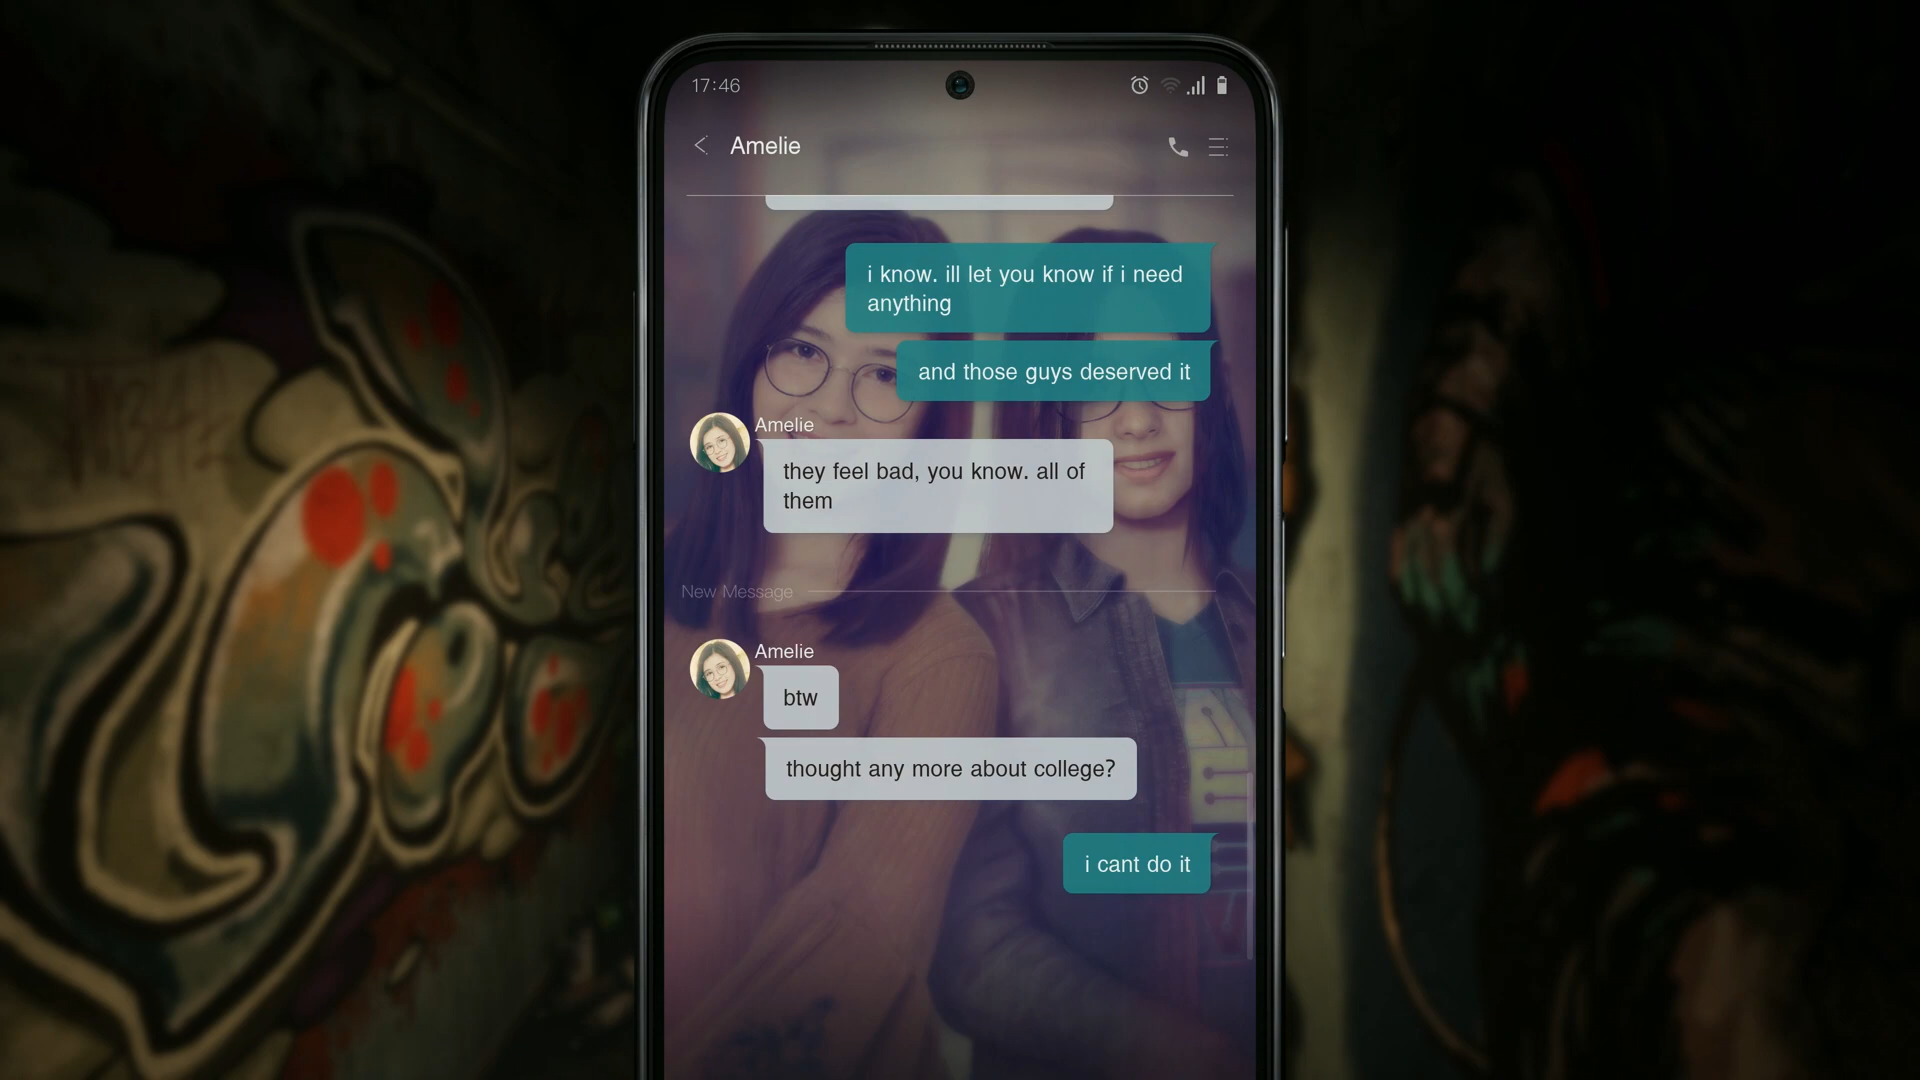 17:46
Amelie
i know. ill let you know if i need
anything
and those guys deserved it
Amelie
they feel bad, you know. all of
them
New Message
Amelie
btw
thought any more about college?
i cant do it